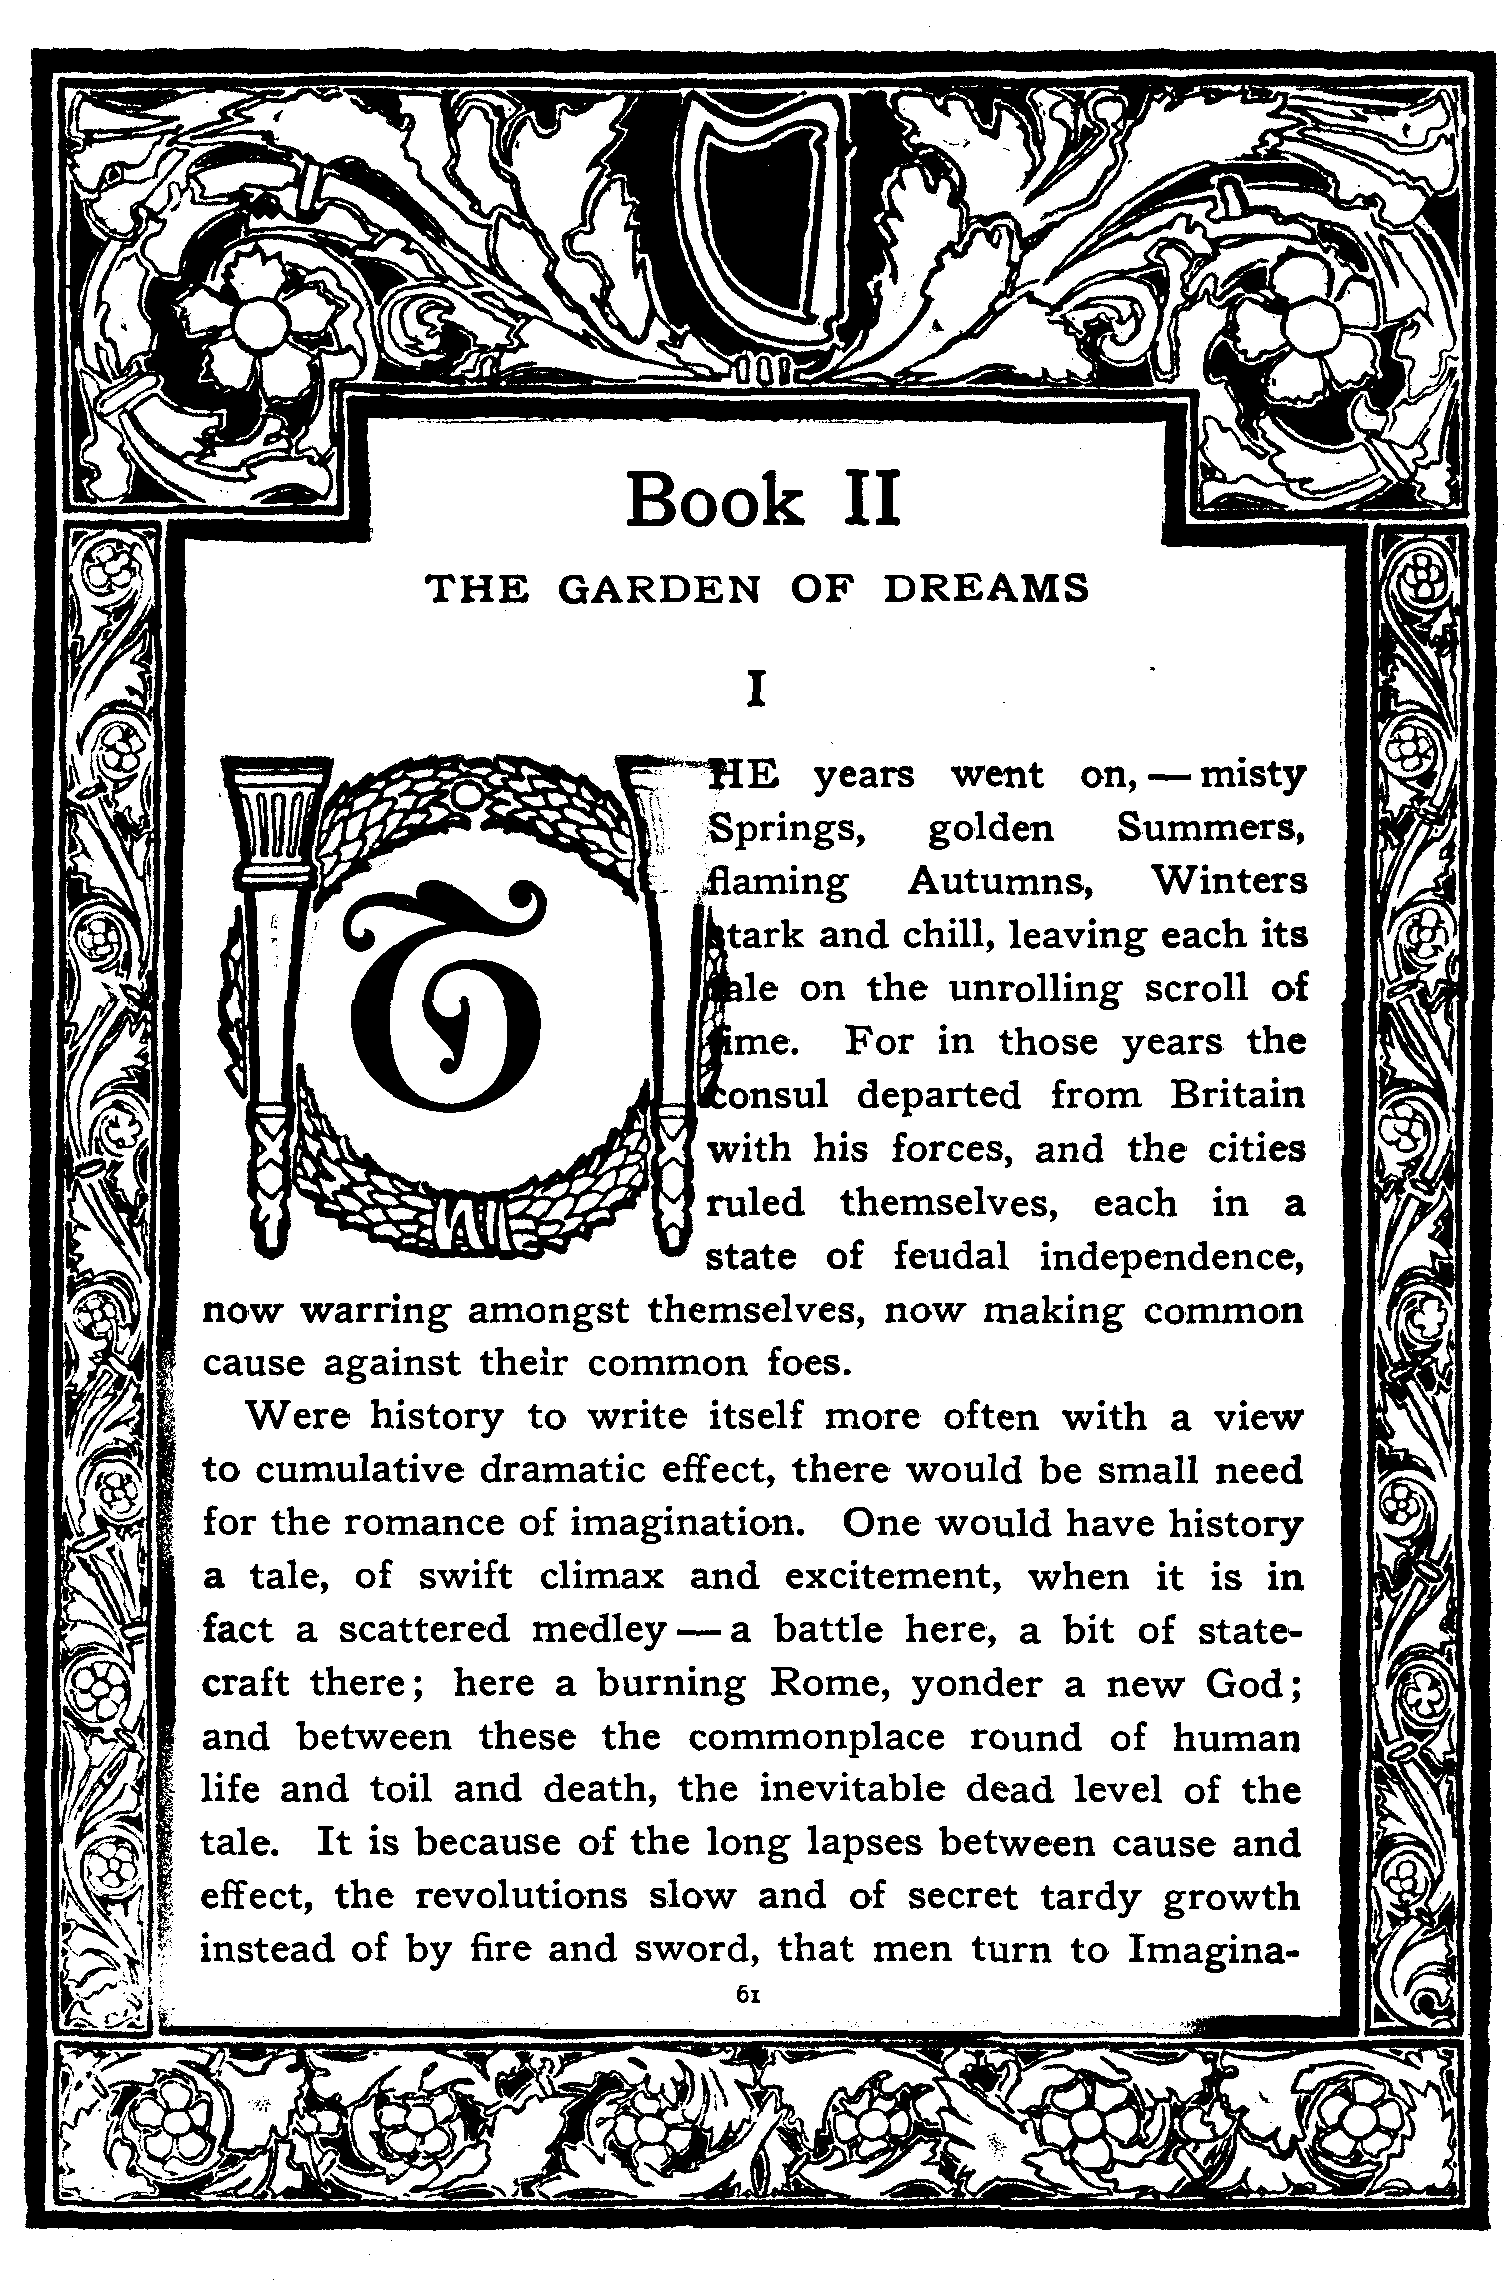 Book II
THE GARDEN OF DREAMS
I
THE years went on, — misty
Springs, golden Summers,
flaming Autumns, Winters
stark and chill, leaving each its
tale on the unrolling scroll of
time. For in those years the
consul departed from Britain
with his forces, and the cities
ruled themselves, each in a
state of feudal independence,
now warring amongst themselves, now making common
cause against their common foes.
Were history to write itself more often with a view
to cumulative dramatic effect, there would be small need
for the romance of imagination. One would have history
a tale, of swift climax and excitement, when it is in
fact a scattered medley — a battle here, a bit of state-
craft there; here a burning Rome, yonder a new God;
and between these the commonplace round of human
life and toil and death, the inevitable dead level of the
tale. It is because of the long lapses between cause and
effect, the revolutions slow and of secret tardy growth
instead of by fire and sword, that men turn to Imagina-
61